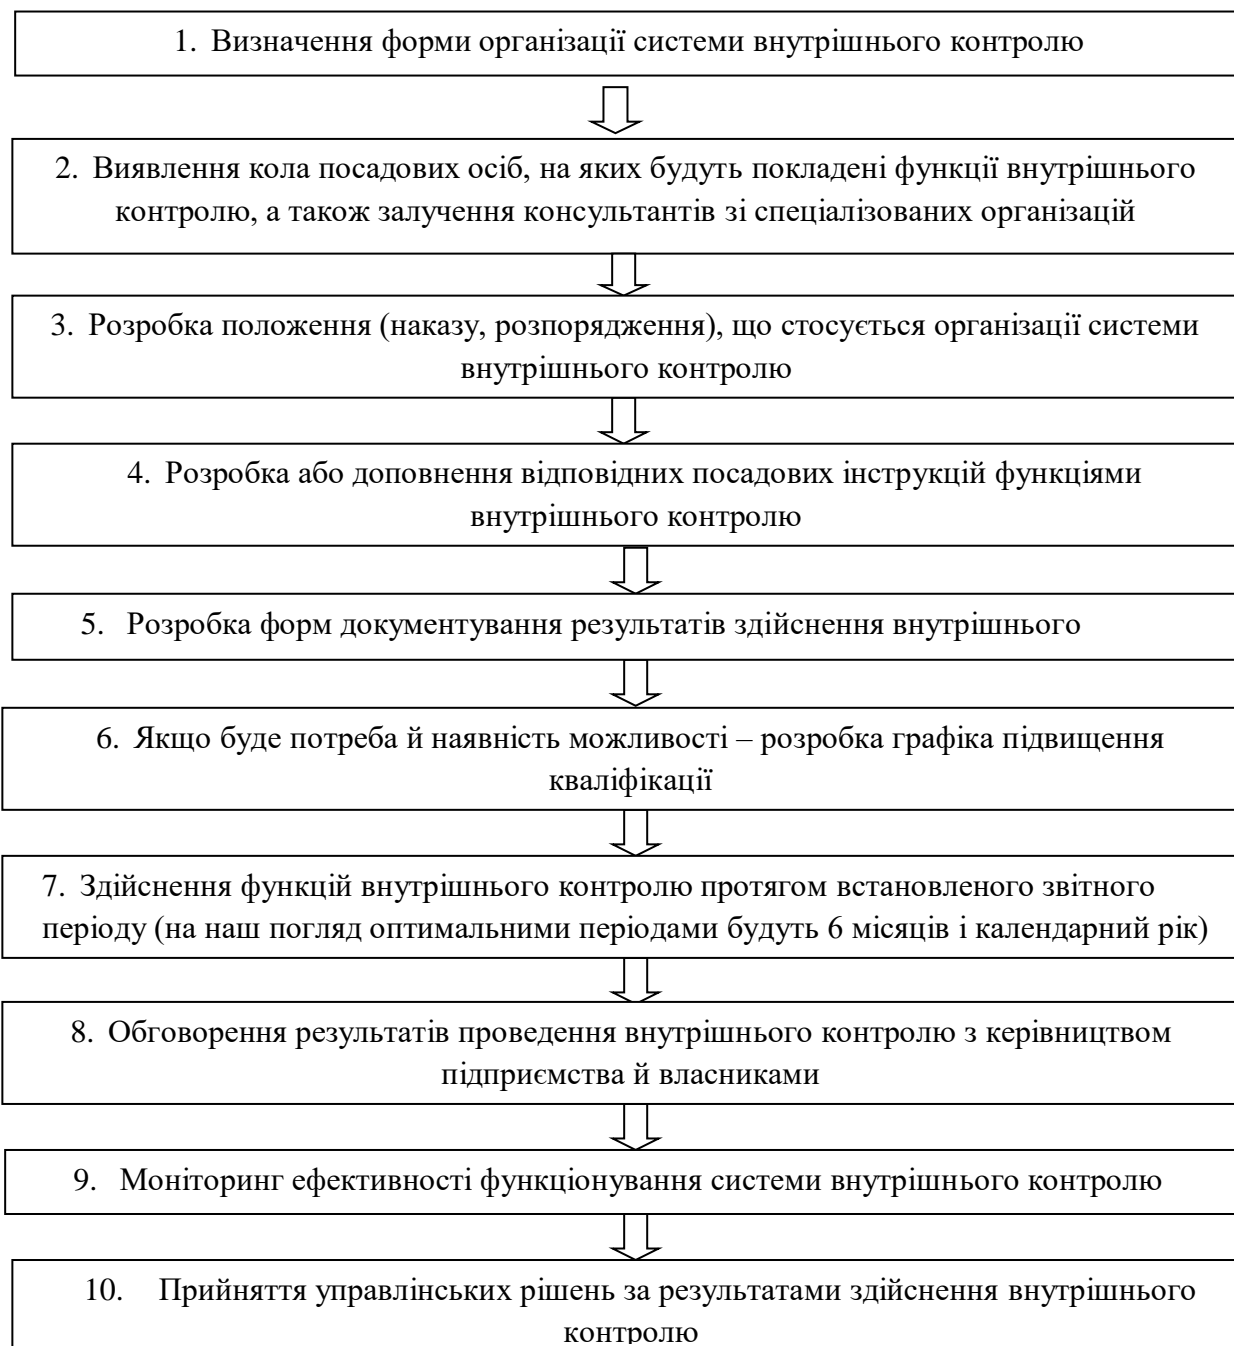 1. Визначення форми організації системи внутрішнього контролю
2. Виявлення кола посадових осіб, на яких будуть покладені функції внутрішнього
контролю, а також залучення консультантів зі спеціалізованих організацій
3. Розробка положення (наказу, розпорядження), що стосується організації системи
внутрішнього контролю
4. Розробка або доповнення відповідних посадових інструкцій функціями
внутрішнього контролю
5. Розробка форм документування результатів здійснення внутрішнього
6. Якщо буде потреба й наявність можливості – розробка графіка підвищення
кваліфікації
7. Здійснення функцій внутрішнього контролю протягом встановленого звітного
періоду (на наш погляд оптимальними періодами будуть 6 місяців і календарний рік)
8. Обговорення результатів проведення внутрішнього контролю з керівництвом
підприємства й власниками
9. Моніторинг ефективності функціонування системи внутрішнього контролю
10. Прийняття управлінських рішень за результатами здійснення внутрішнього
контролю